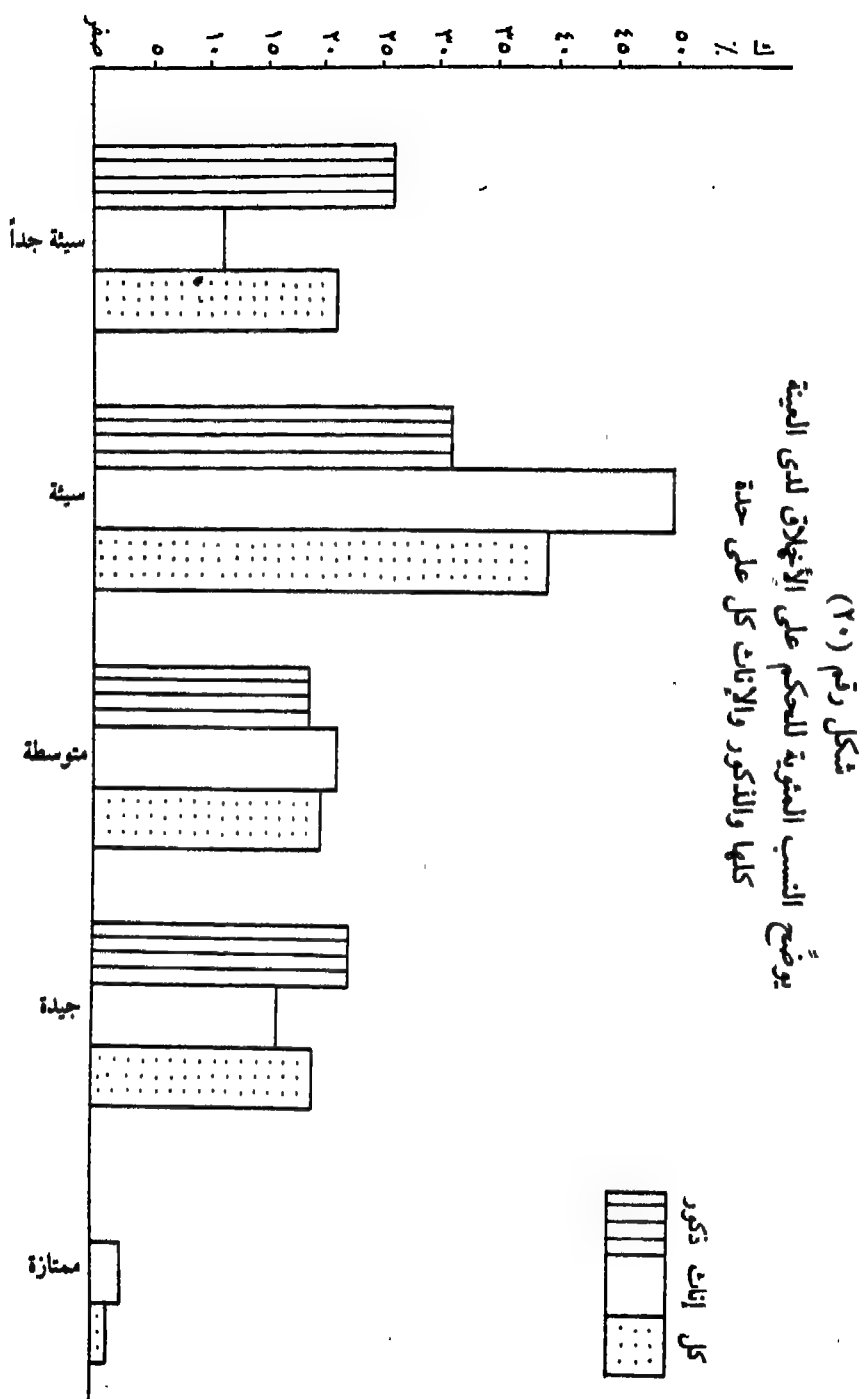 شكل رقم (٢٠)
يوضّح النسب المئوية للحكم على الأخلاق لدى العينة
كلها والذكور والإناث كل على حدة
ك
٪
٥٠
٤٥
٤٠
٣٥
٣٠
٢٥
٢٠
١٥
١٠
٥
صفر
سيئة جداً
سيئة
متوسطة
جيدة
ممتازة
ذكور
إناث
كل